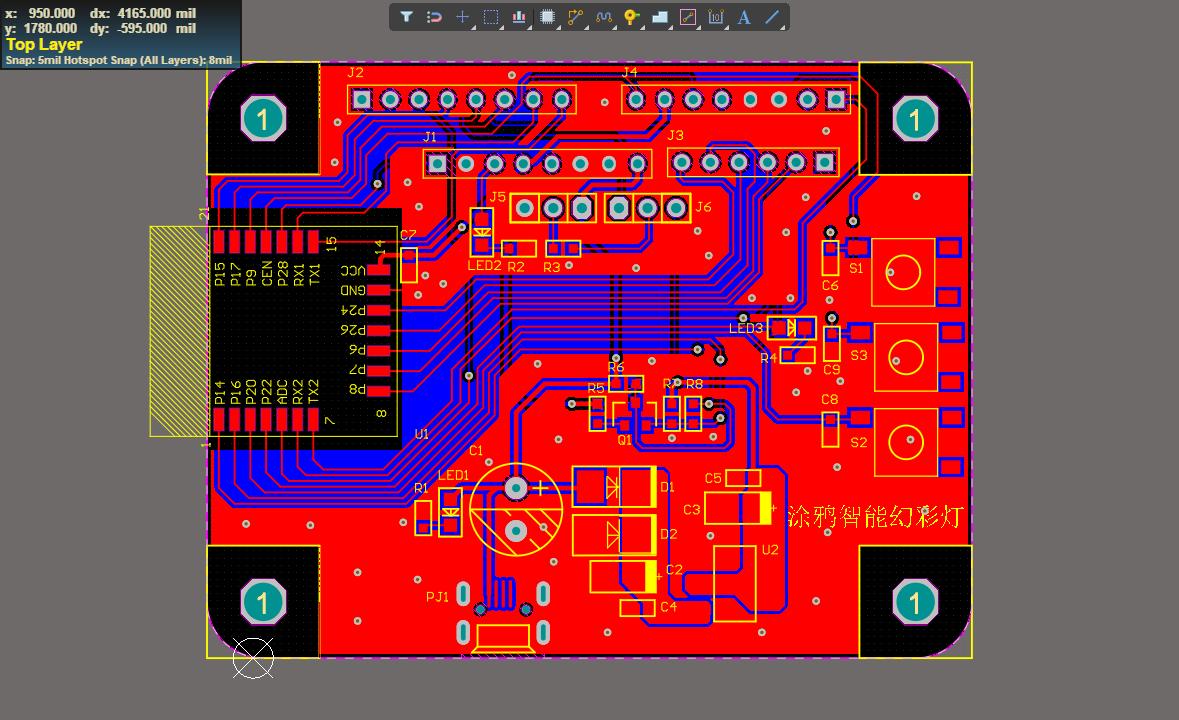 x: 950.000 dx: 4165.000 mil
y: 1780.000 dy: -595.000 mil
Top Layer
Snap: 5mil Hotspot Snap (All Layers): 8mil
J2
J4
1
1
J1
J3
J5
J6
21
15
14
C7
LED2
R2
R3
S1
C6
P15
P17
P9
CEN
P28
RX1
TX1
VCC
GND
P24
P26
P6
P7
P8
LED3
R4
S3
C9
R6
R5
R7
R8
C8
P14
P16
P20
P22
ADC
RX2
TX2
7
8
1
U1
Q1
S2
C1
LED1
R1
+
D1
C5
C3
+
涂鸦智能幻彩灯
D2
U2
C2
+
C4
PJ1
1
1